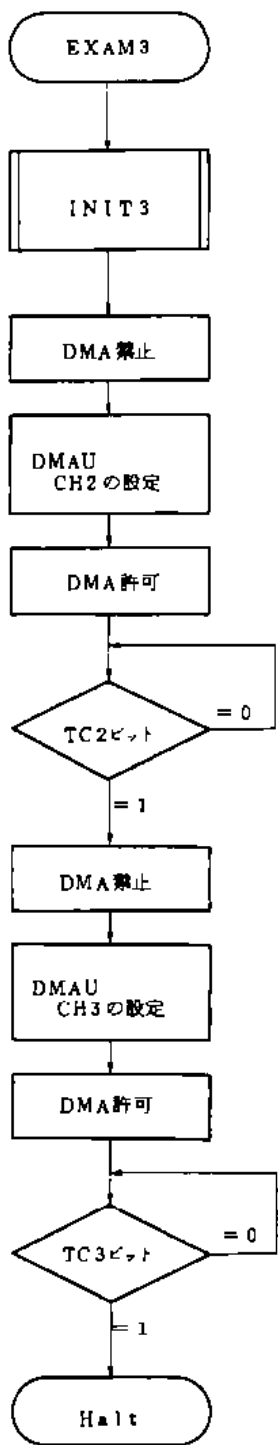 EXAM3
INIT3
DMA禁止
DMAU
CH2の設定
DMA許可
TC2ビット
= 0
= 1
DMA禁止
DMAU
CH3の設定
DMA許可
TC3ビット
= 0
= 1
Halt